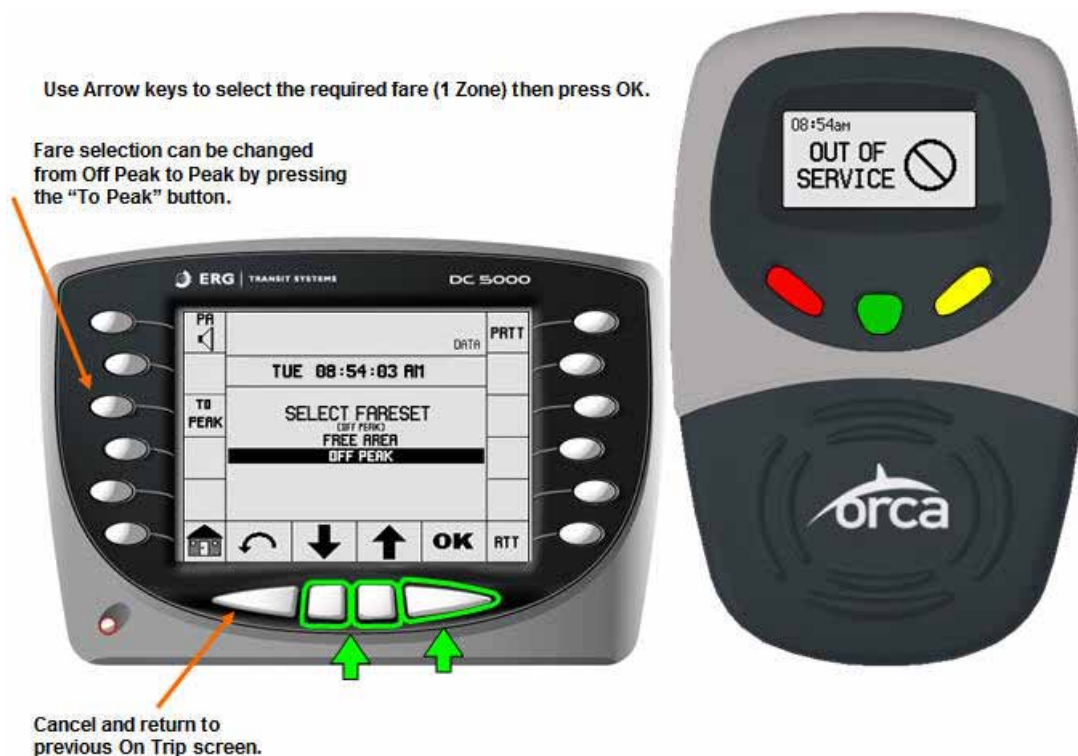 Use Arrow keys to select the required fare (1 Zone) then press OK.
Fare selection can be changed
from Off Peak to Peak by pressing
the “To Peak” button.
08:54am
OUT OF
SERVICE
ERG | TRANSIT SYSTEMS
DC 5000
PA
DATA
PRTT
TUE 08:54:03 AM
TO
PEAK
SELECT FARESET
(OFF PEAK)
FREE AREA
OFF PEAK
OK
RTT
orca
Cancel and return to
previous On Trip screen.